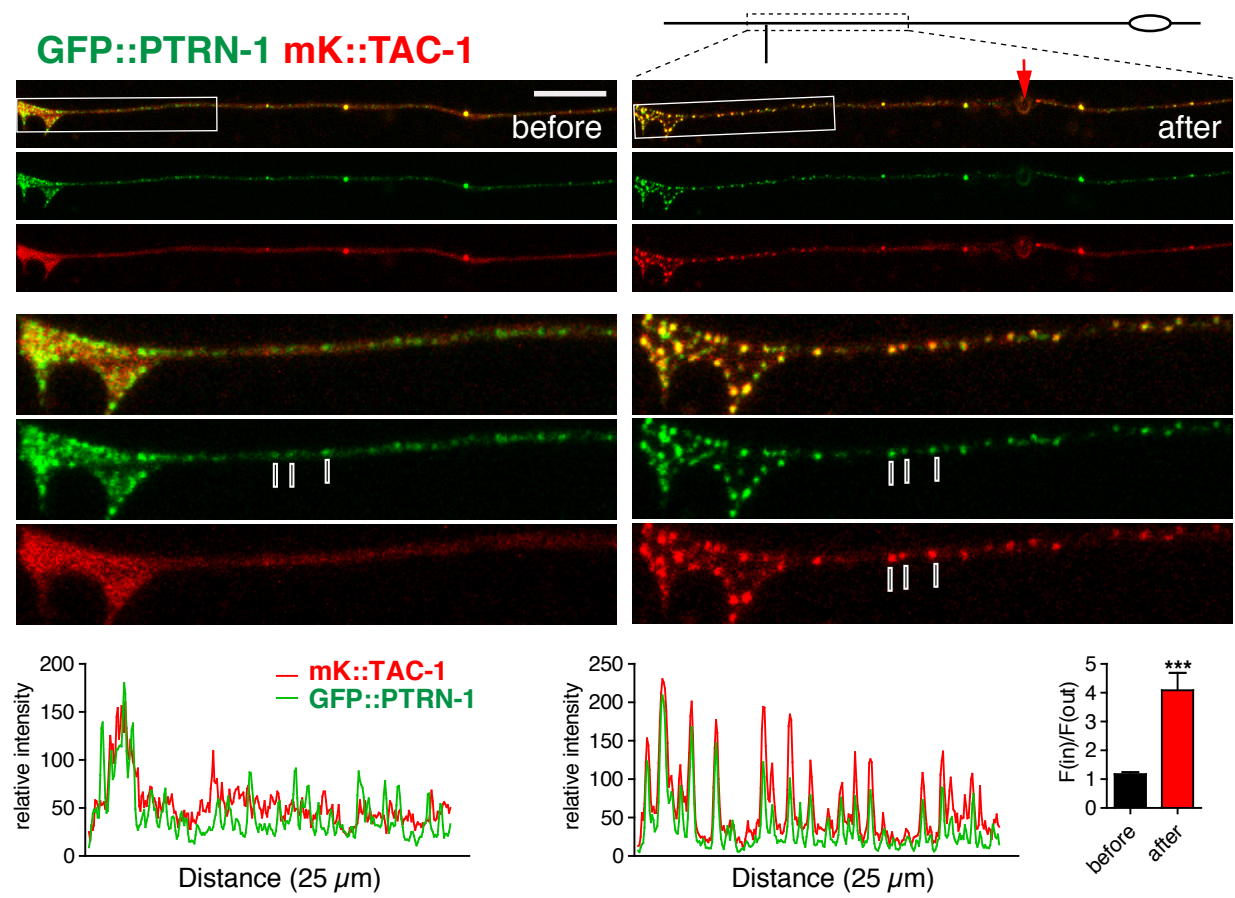 GFP::PTRN-1 mK::TAC-1
before
after
200
150
100
50
0
relative intensity
mK::TAC-1
GFP::PTRN-1
Distance (25 µm)
250
200
150
100
50
0
relative intensity
Distance (25 µm)
5
4
3
2
1
0
F(in)/F(out)
***
before
after